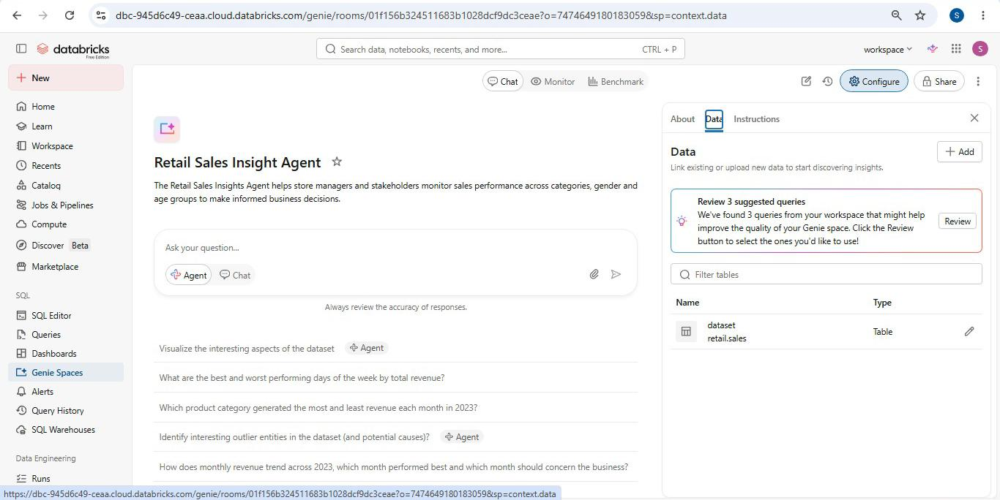 dbc-945d6c49-ceaa.cloud.databricks.com/genie/rooms/01f156b324511683b1028dcf9dc3ceae?o=7474649180183059&sp=context.data
S
databricks
Free Edition
Search data, notebooks, recents, and more...
CTRL + P
workspace
S
New
Home
Learn
Workspace
Recents
Catalog
Jobs & Pipelines
Compute
Discover Beta
Marketplace
SQL
SQL Editor
Queries
Dashboards
Genie Spaces
Alerts
Query History
SQL Warehouses
Data Engineering
Runs
Chat
Monitor
Benchmark
Configure
Share
Retail Sales Insight Agent
The Retail Sales Insights Agent helps store managers and stakeholders monitor sales performance across categories, gender and
age groups to make informed business decisions.
Ask your question...
Agent
Chat
Always review the accuracy of responses.
Visualize the interesting aspects of the dataset Agent
What are the best and worst performing days of the week by total revenue?
Which product category generated the most and least revenue each month in 2023?
Identify interesting outlier entities in the dataset (and potential causes)? Agent
How does monthly revenue trend across 2023, which month performed best and which month should concern the business?
About
Data
Instructions
Data
Add
Link existing or upload new data to start discovering insights.
Review 3 suggested queries
We've found 3 queries from your workspace that might help
improve the quality of your Genie space. Click the Review
button to select the ones you'd like to use!
Review
Filter tables
Name Type
dataset
retail.sales
Table
https://dbc-945d6c49-ceaa.cloud.databricks.com/genie/rooms/01f156b324511683b1028dcf9dc3ceae?o=7474649180183059&sp=context.data